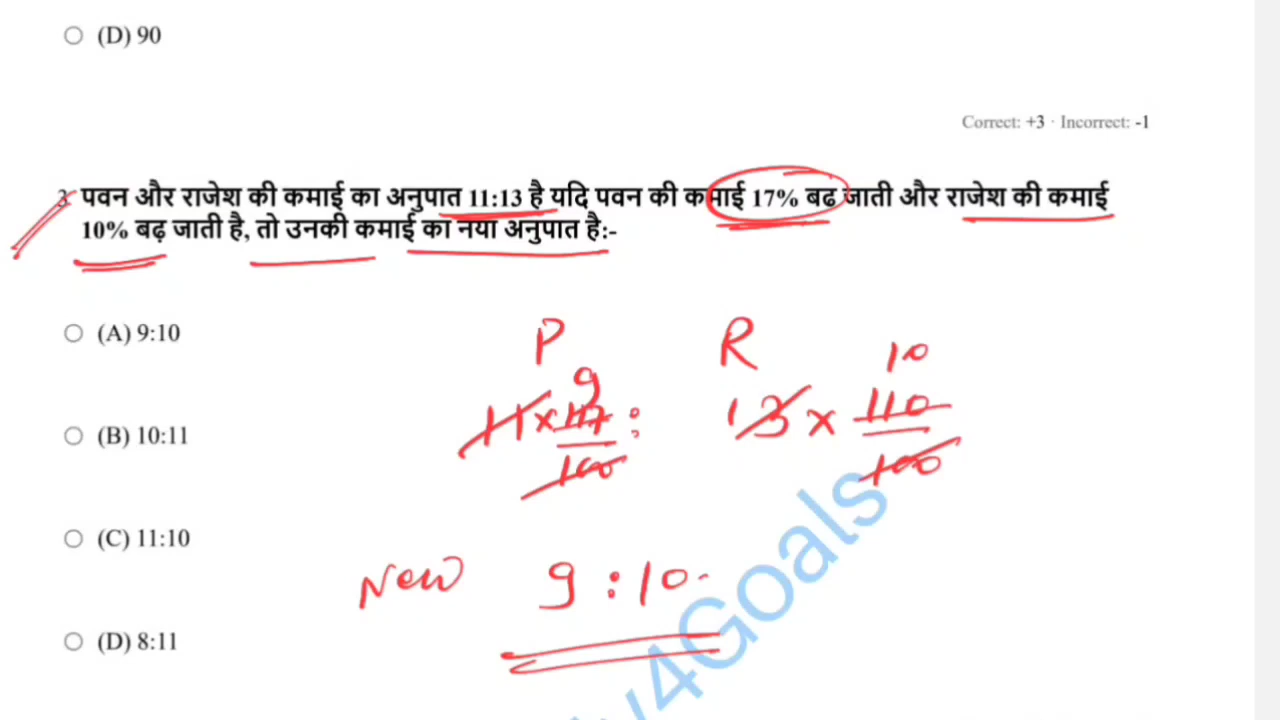 (D) 90
Correct: +3 · Incorrect: -1
3. पवन और राजेश की कमाई का अनुपात 11:13 है यदि पवन की कमाई 17% बढ जाती और राजेश की कमाई
10% बढ़ जाती है, तो उनकी कमाई का नया अनुपात है:-
(A) 9:10
P R 10
9
11 x 117 : 13 x 110
100 100
(B) 10:11
(C) 11:10
New 9 : 10
(D) 8:11
y4Goals